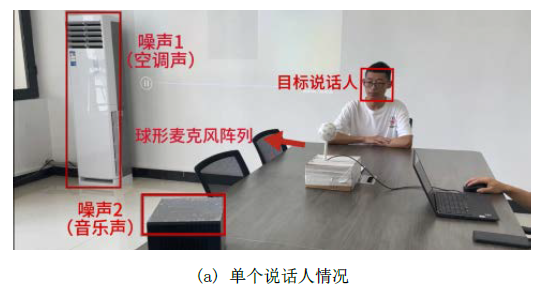 噪声1
（空调声）
目标说话人
球形麦克风阵列
噪声2
（音乐声）
(a) 单个说话人情况